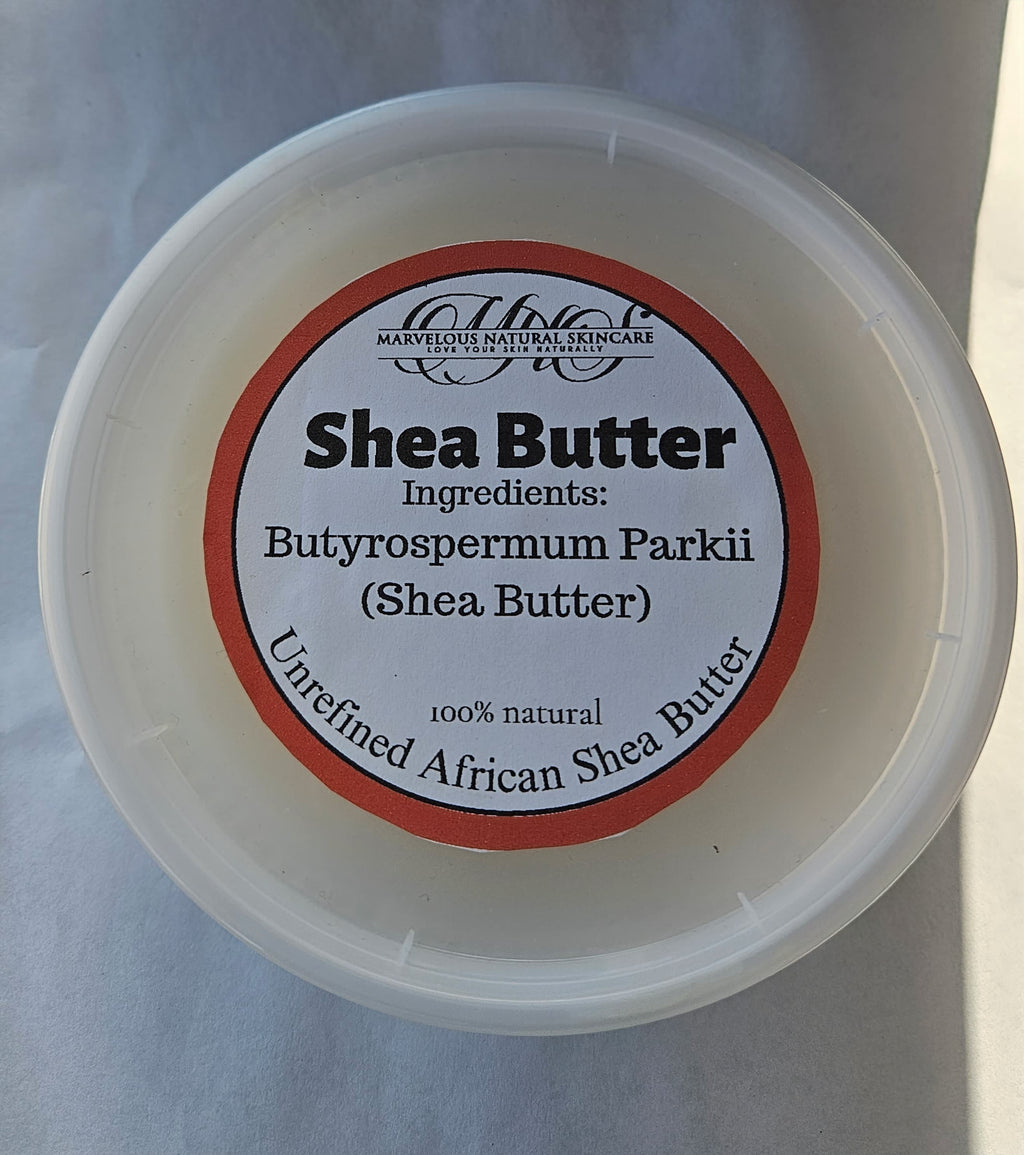 MNS
MARVELOUS NATURAL SKINCARE
LOVE YOUR SKIN NATURALLY
Shea Butter
Ingredients:
Butyrospermum Parkii
(Shea Butter)
100% natural
Unrefined African Shea Butter